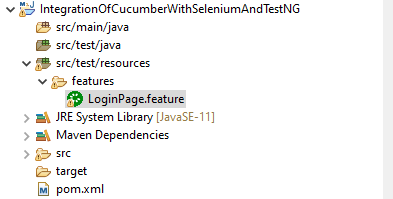 IntegrationOfCucumberWithSeleniumAndTestNG
src/main/java
src/test/java
src/test/resources
features
LoginPage.feature
JRE System Library [JavaSE-11]
Maven Dependencies
src
target
pom.xml